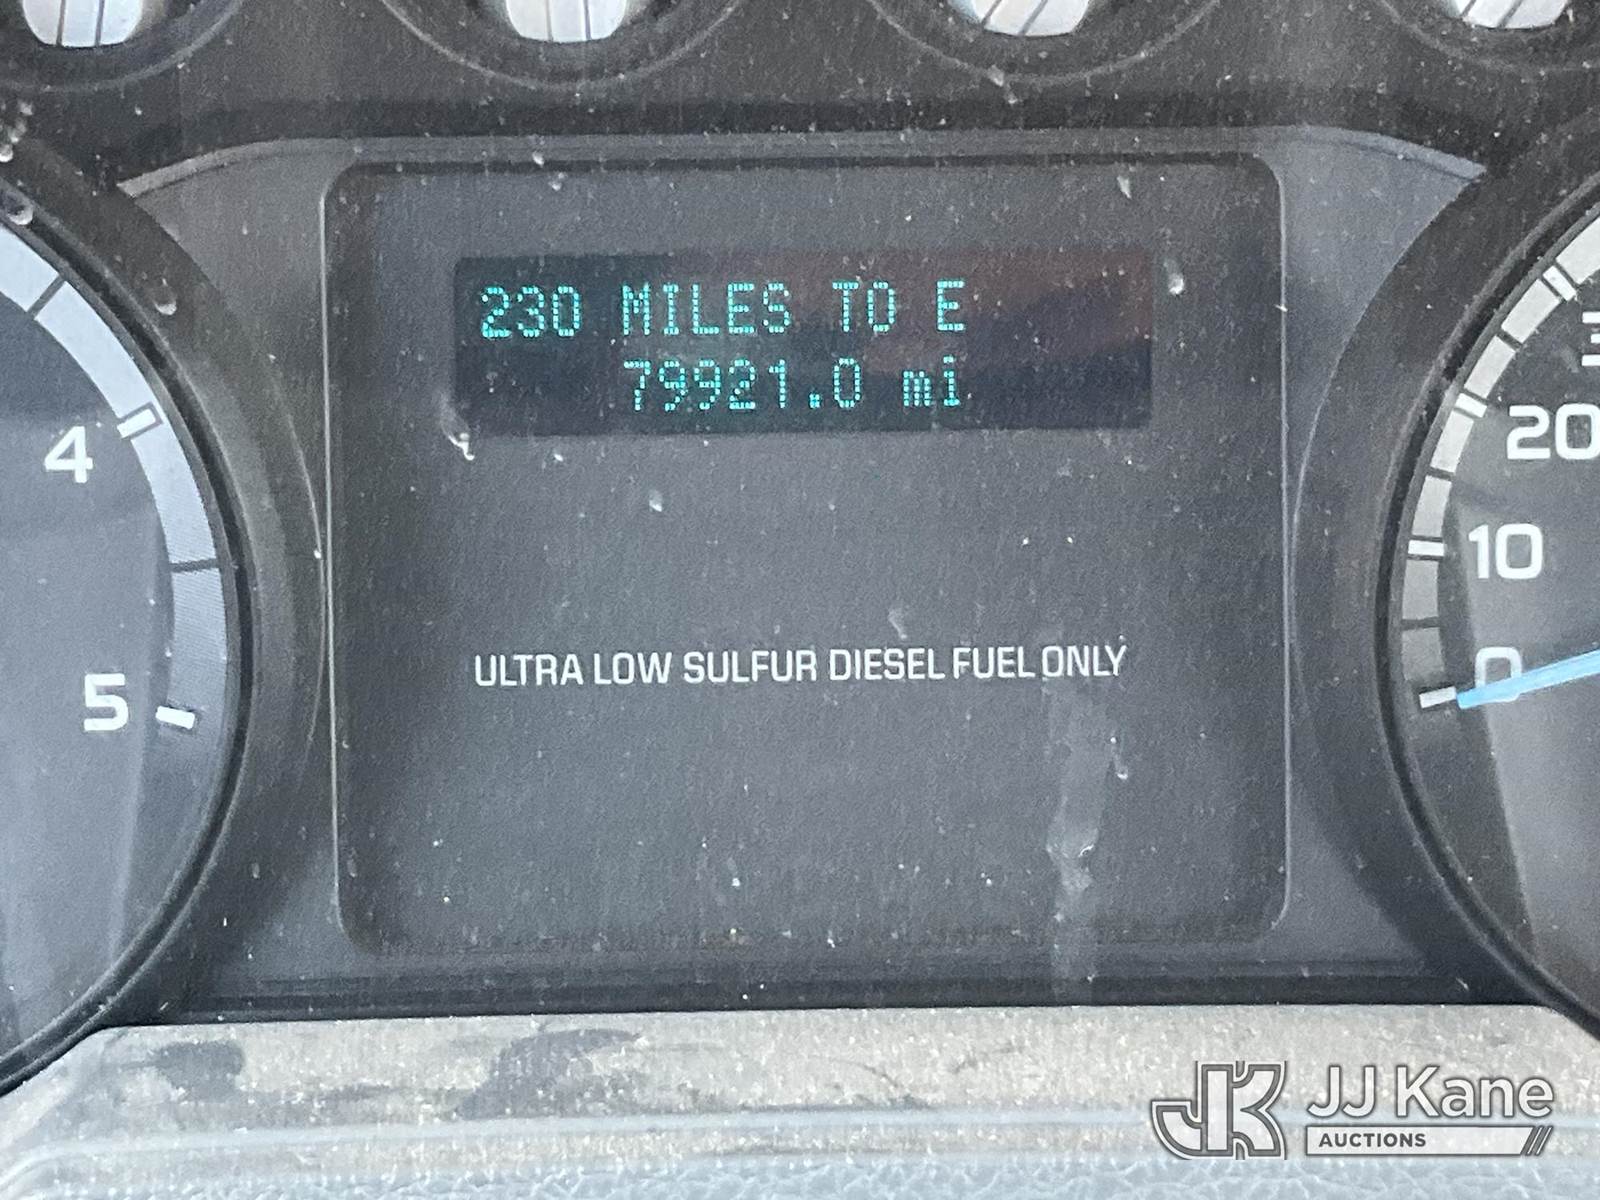 230 MILES TO E
79921.0 mi
4
5
20
10
0
ULTRA LOW SULFUR DIESEL FUEL ONLY
JK JJ Kane
AUCTIONS